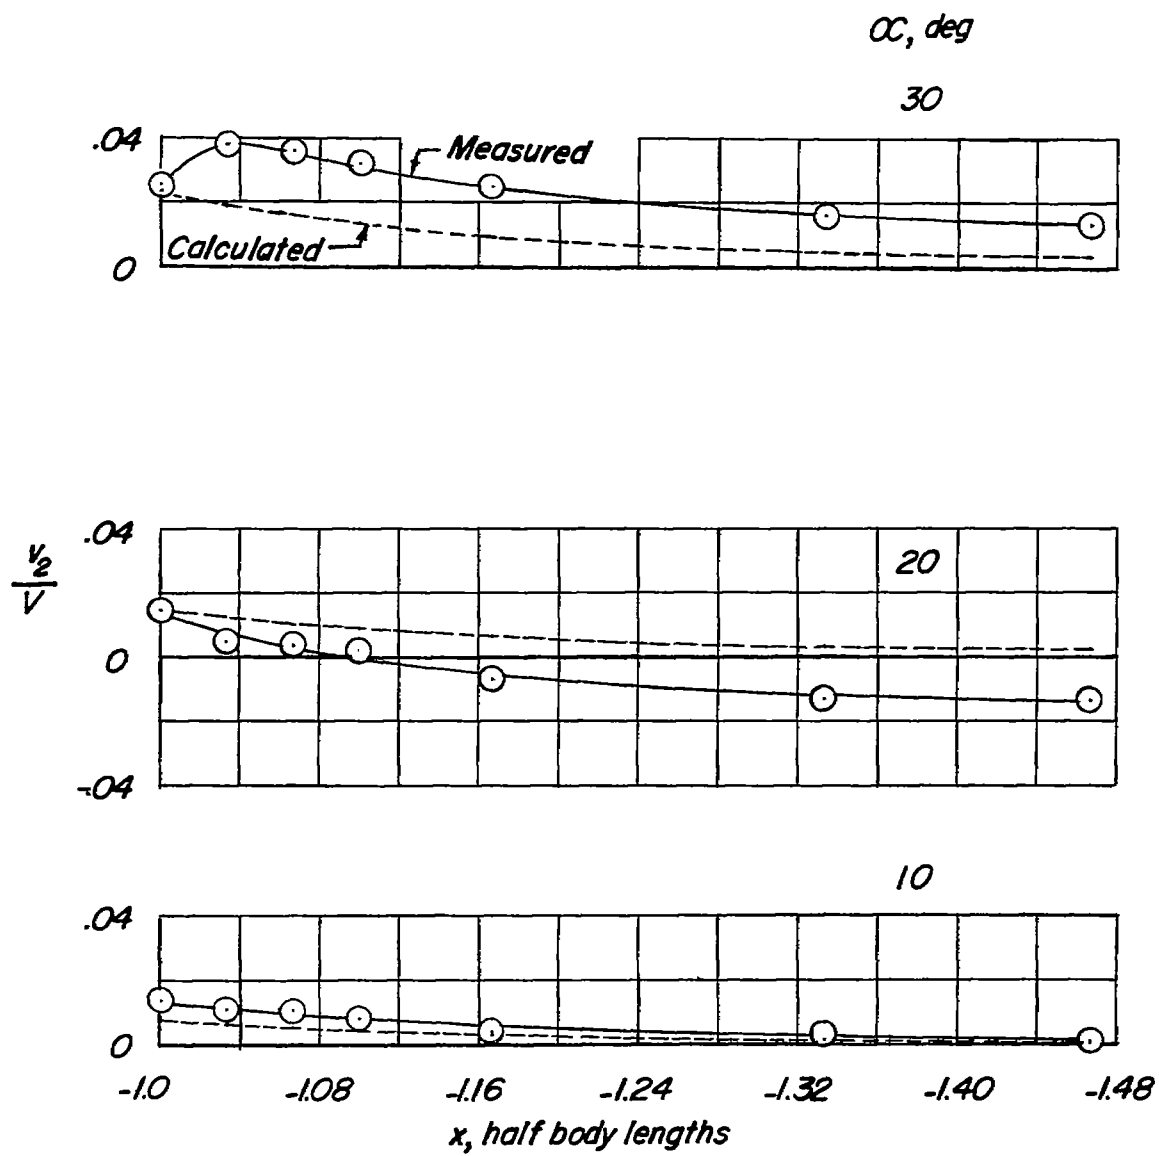 α, deg
30
.04
Measured
Calculated
0
.04
20
v₂
V
0
-.04
10
.04
0
-1.0 -1.08 -1.16 -1.24 -1.32 -1.40 -1.48
x, half body lengths